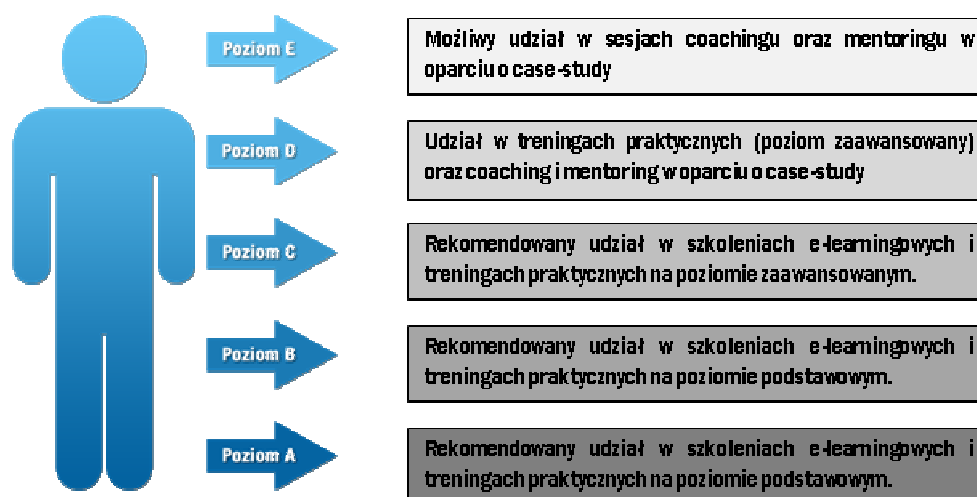 Poziom E
Możliwy udział w sesjach coachingu oraz mentoringu w
oparciu o case-study
Poziom D
Udział w treningach praktycznych (poziom zaawansowany)
oraz coaching i mentoring w oparciu o case-study
Poziom C
Rekomendowany udział w szkoleniach e-learningowych i
treningach praktycznych na poziomie zaawansowanym.
Poziom B
Rekomendowany udział w szkoleniach e-learningowych i
treningach praktycznych na poziomie podstawowym.
Poziom A
Rekomendowany udział w szkoleniach e-learningowych i
treningach praktycznych na poziomie podstawowym.